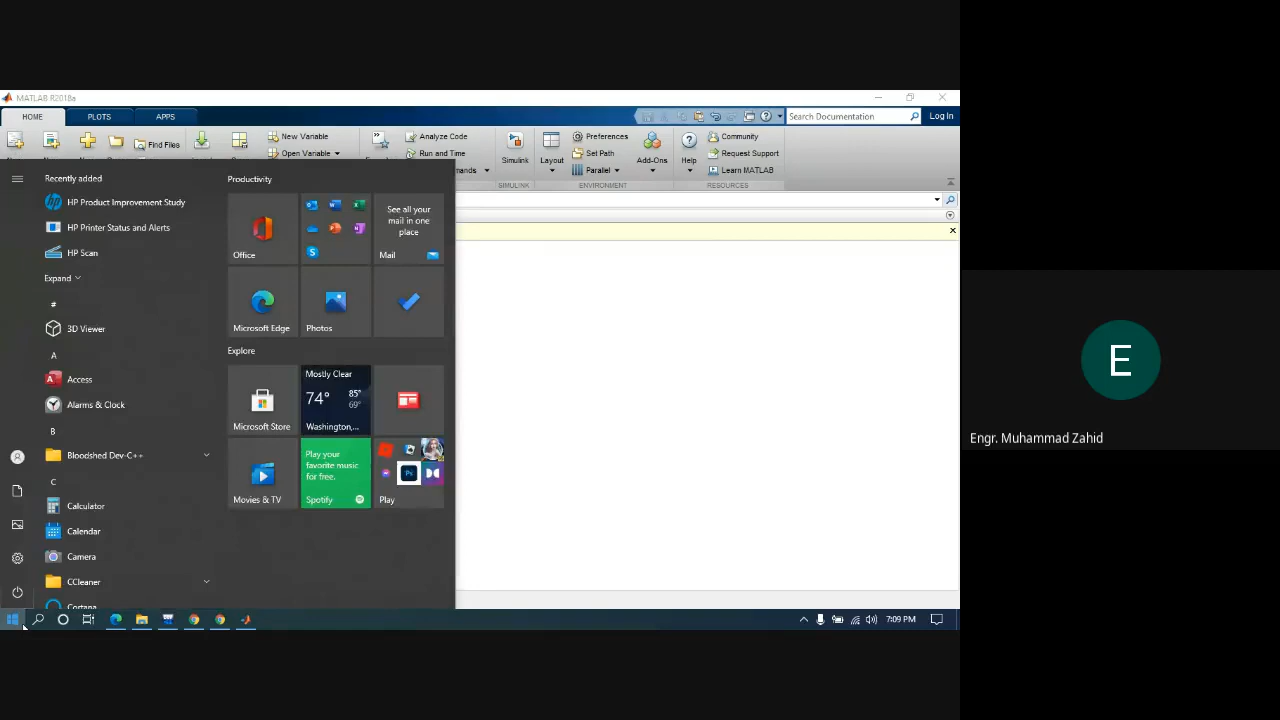 MATLAB R2018a
HOME
PLOTS
APPS
Search Documentation
Log In
Find Files
New Variable
Open Variable
Analyze Code
Run and Time
Simulink
Layout
Preferences
Set Path
Parallel
Add-Ons
Help
Community
Request Support
Learn MATLAB
SIMULINK
ENVIRONMENT
RESOURCES
Recently added
HP Product Improvement Study
HP Printer Status and Alerts
HP Scan
Expand
#
3D Viewer
A
Access
Alarms & Clock
B
Bloodshed Dev-C++
C
Calculator
Calendar
Camera
CCleaner
Cortana
Productivity
Office
See all your
mail in one
place
Mail
Microsoft Edge
Photos
Explore
Microsoft Store
Mostly Clear
74°
85°
69°
Washington,...
Movies & TV
Play your
favorite music
for free.
Spotify
Ps
Play
7:09 PM
E
Engr. Muhammad Zahid